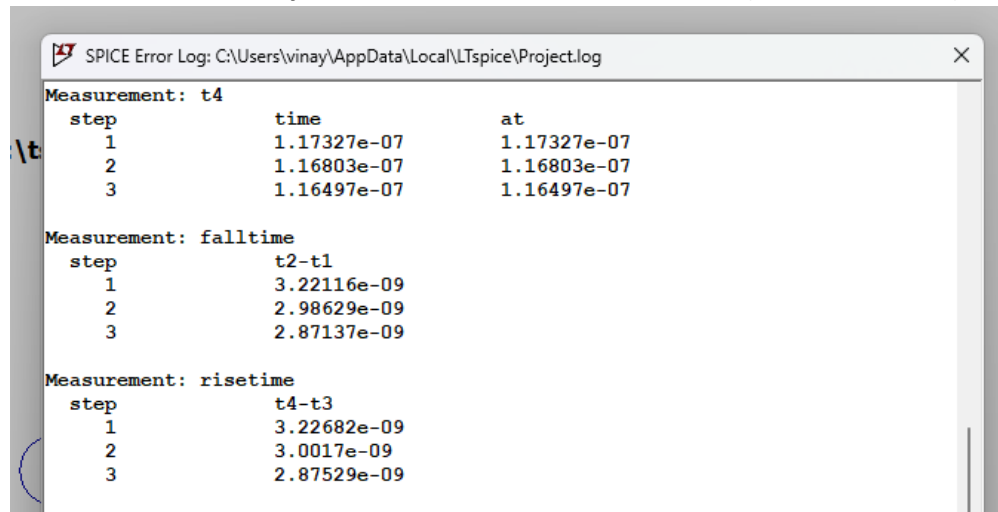 SPICE Error Log: C:\Users\vinay\AppData\Local\LTspice\Project.log
Measurement: t4
step time at
1 1.17327e-07 1.17327e-07
2 1.16803e-07 1.16803e-07
3 1.16497e-07 1.16497e-07
Measurement: falltime
step t2-t1
1 3.22116e-09
2 2.98629e-09
3 2.87137e-09
Measurement: risetime
step t4-t3
1 3.22682e-09
2 3.0017e-09
3 2.87529e-09
\t